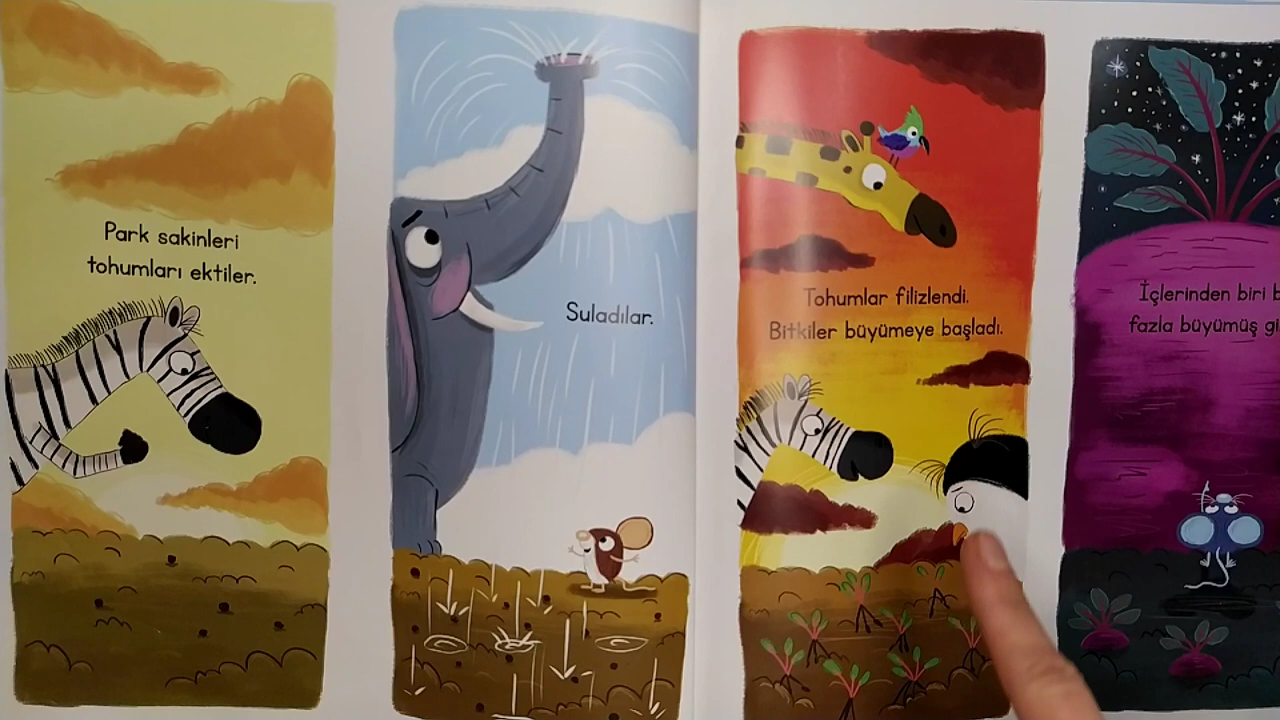 Park sakinleri
tohumları ektiler.
Suladılar.
Tohumlar filizlendi.
Bitkiler büyümeye başladı.
İçlerinden biri
fazla büyümüş